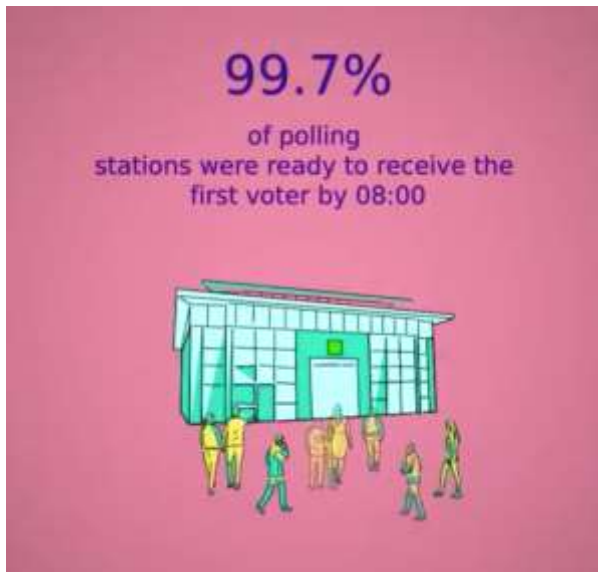 99.7%
of polling
stations were ready to receive the
first voter by 08:00